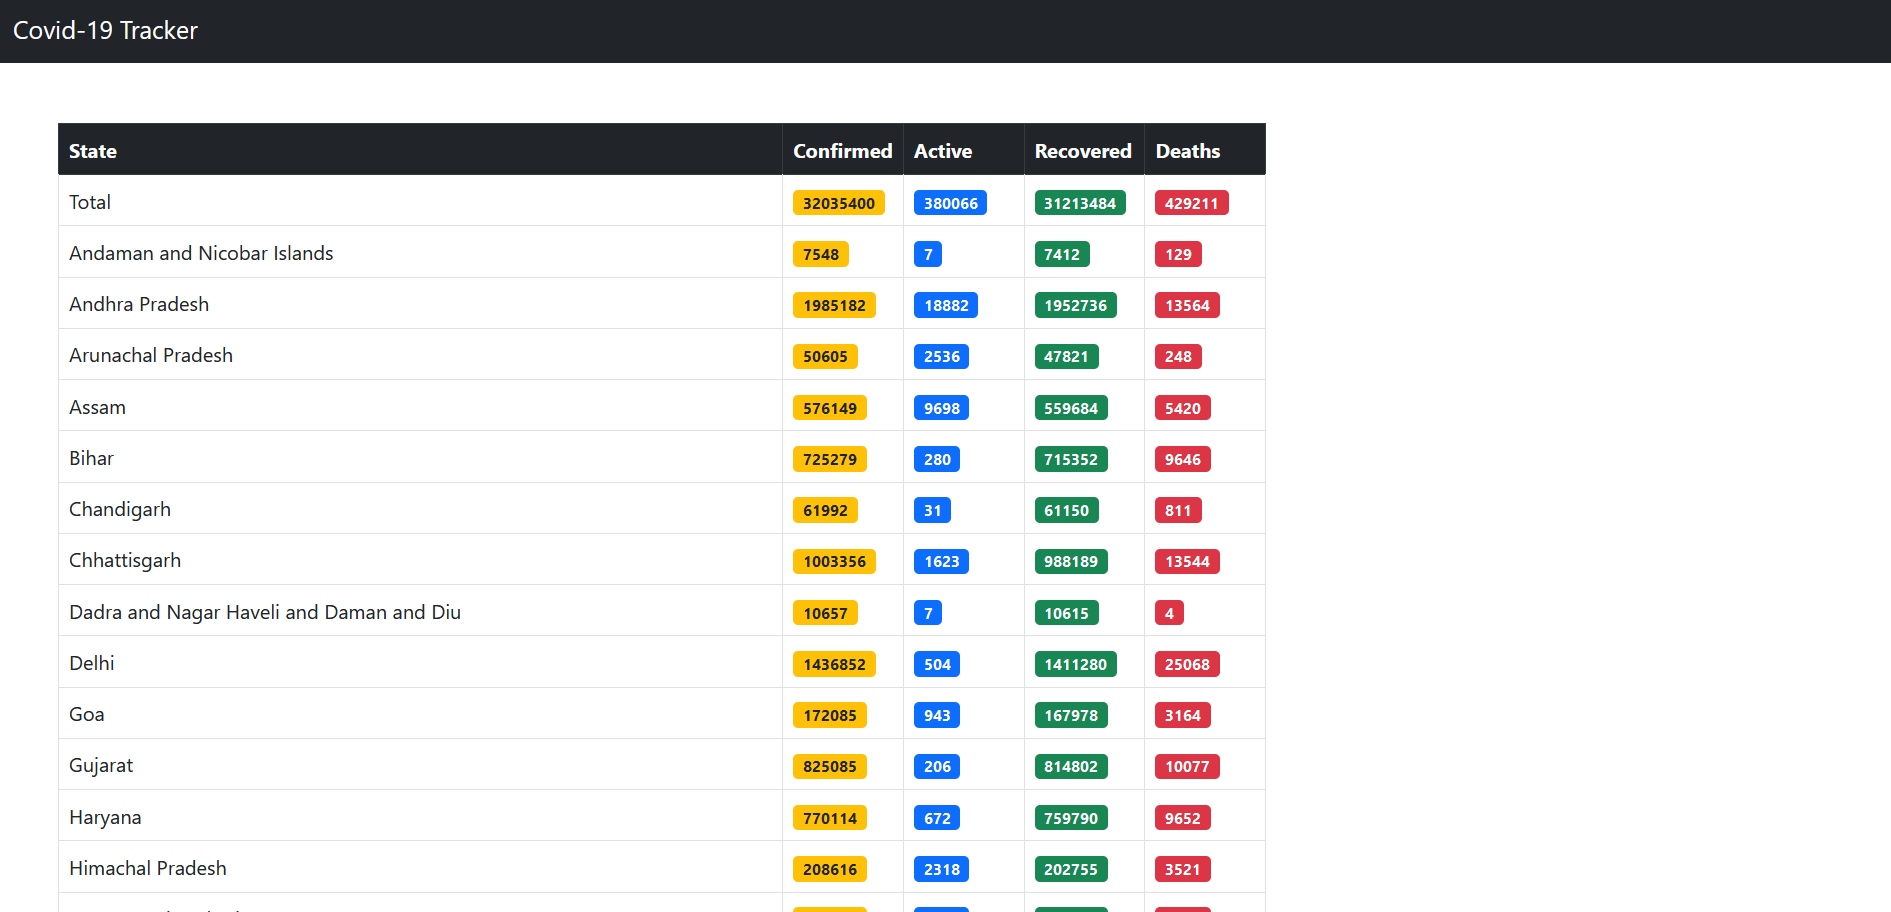 Covid-19 Tracker
State Confirmed Active Recovered Deaths
Total 32035400 380066 31213484 429211
Andaman and Nicobar Islands 7548 7 7412 129
Andhra Pradesh 1985182 18882 1952736 13564
Arunachal Pradesh 50605 2536 47821 248
Assam 576149 9698 559684 5420
Bihar 725279 280 715352 9646
Chandigarh 61992 31 61150 811
Chhattisgarh 1003356 1623 988189 13544
Dadra and Nagar Haveli and Daman and Diu 10657 7 10615 4
Delhi 1436852 504 1411280 25068
Goa 172085 943 167978 3164
Gujarat 825085 206 814802 10077
Haryana 770114 672 759790 9652
Himachal Pradesh 208616 2318 202755 3521